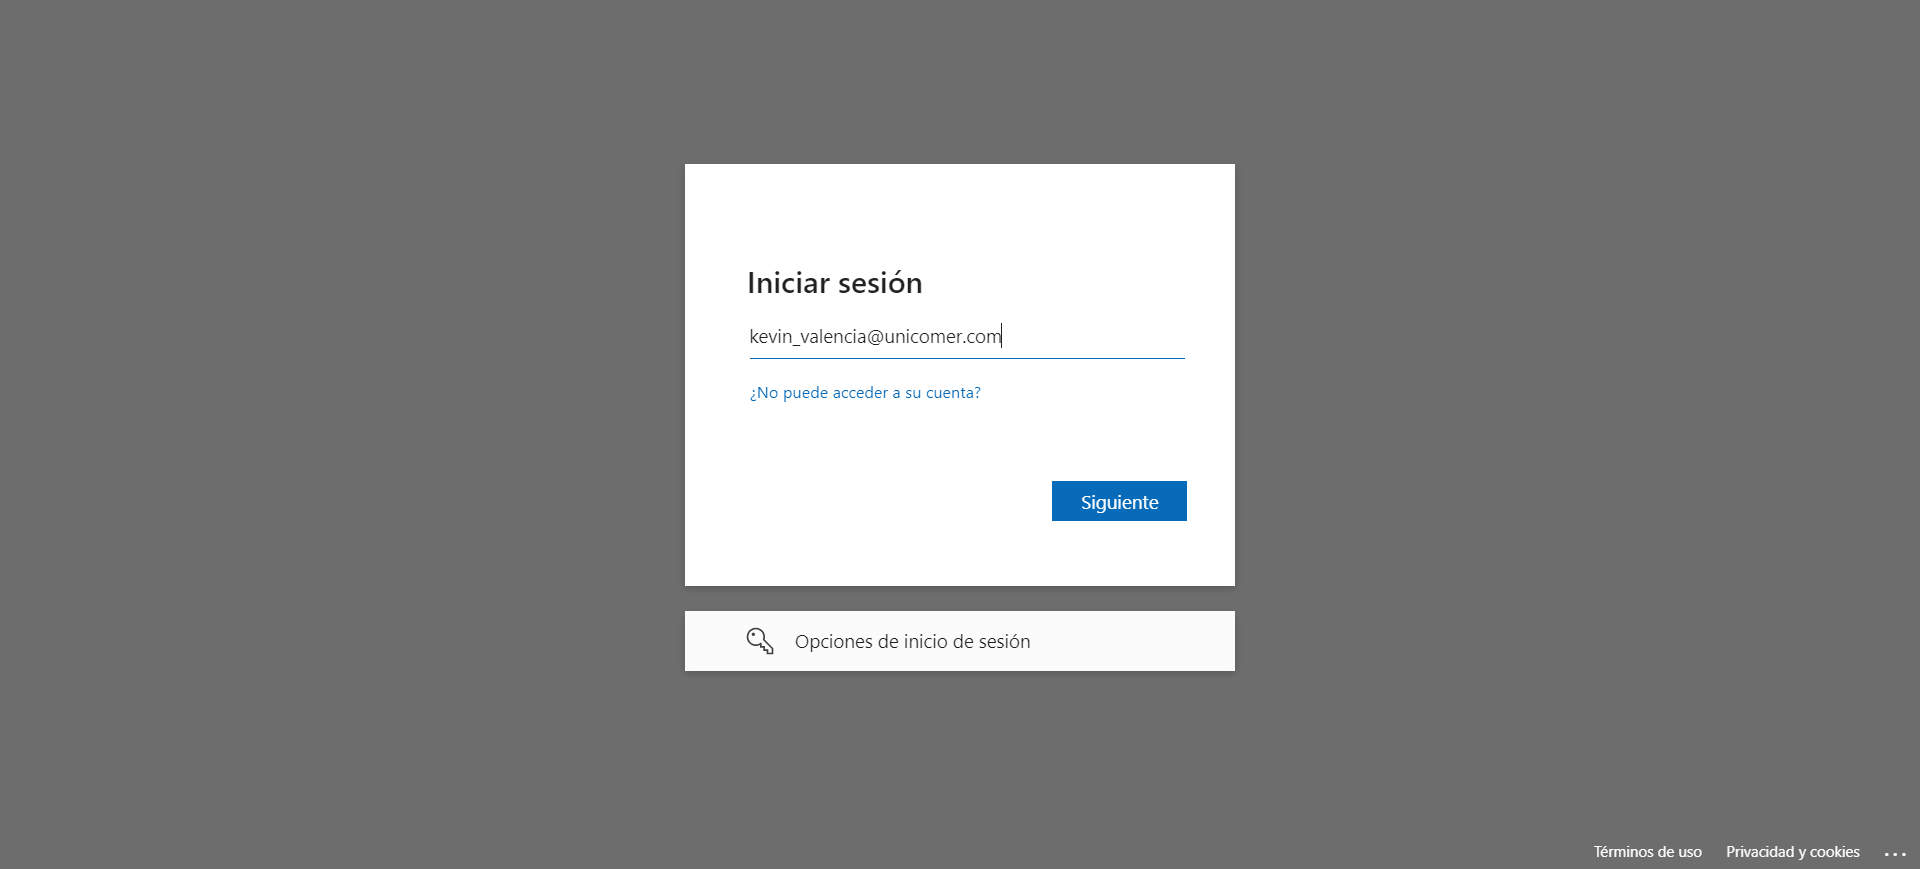 Iniciar sesión
kevin_valencia@unicomer.com
¿No puede acceder a su cuenta?
Siguiente
Opciones de inicio de sesión
Términos de uso Privacidad y cookies ...